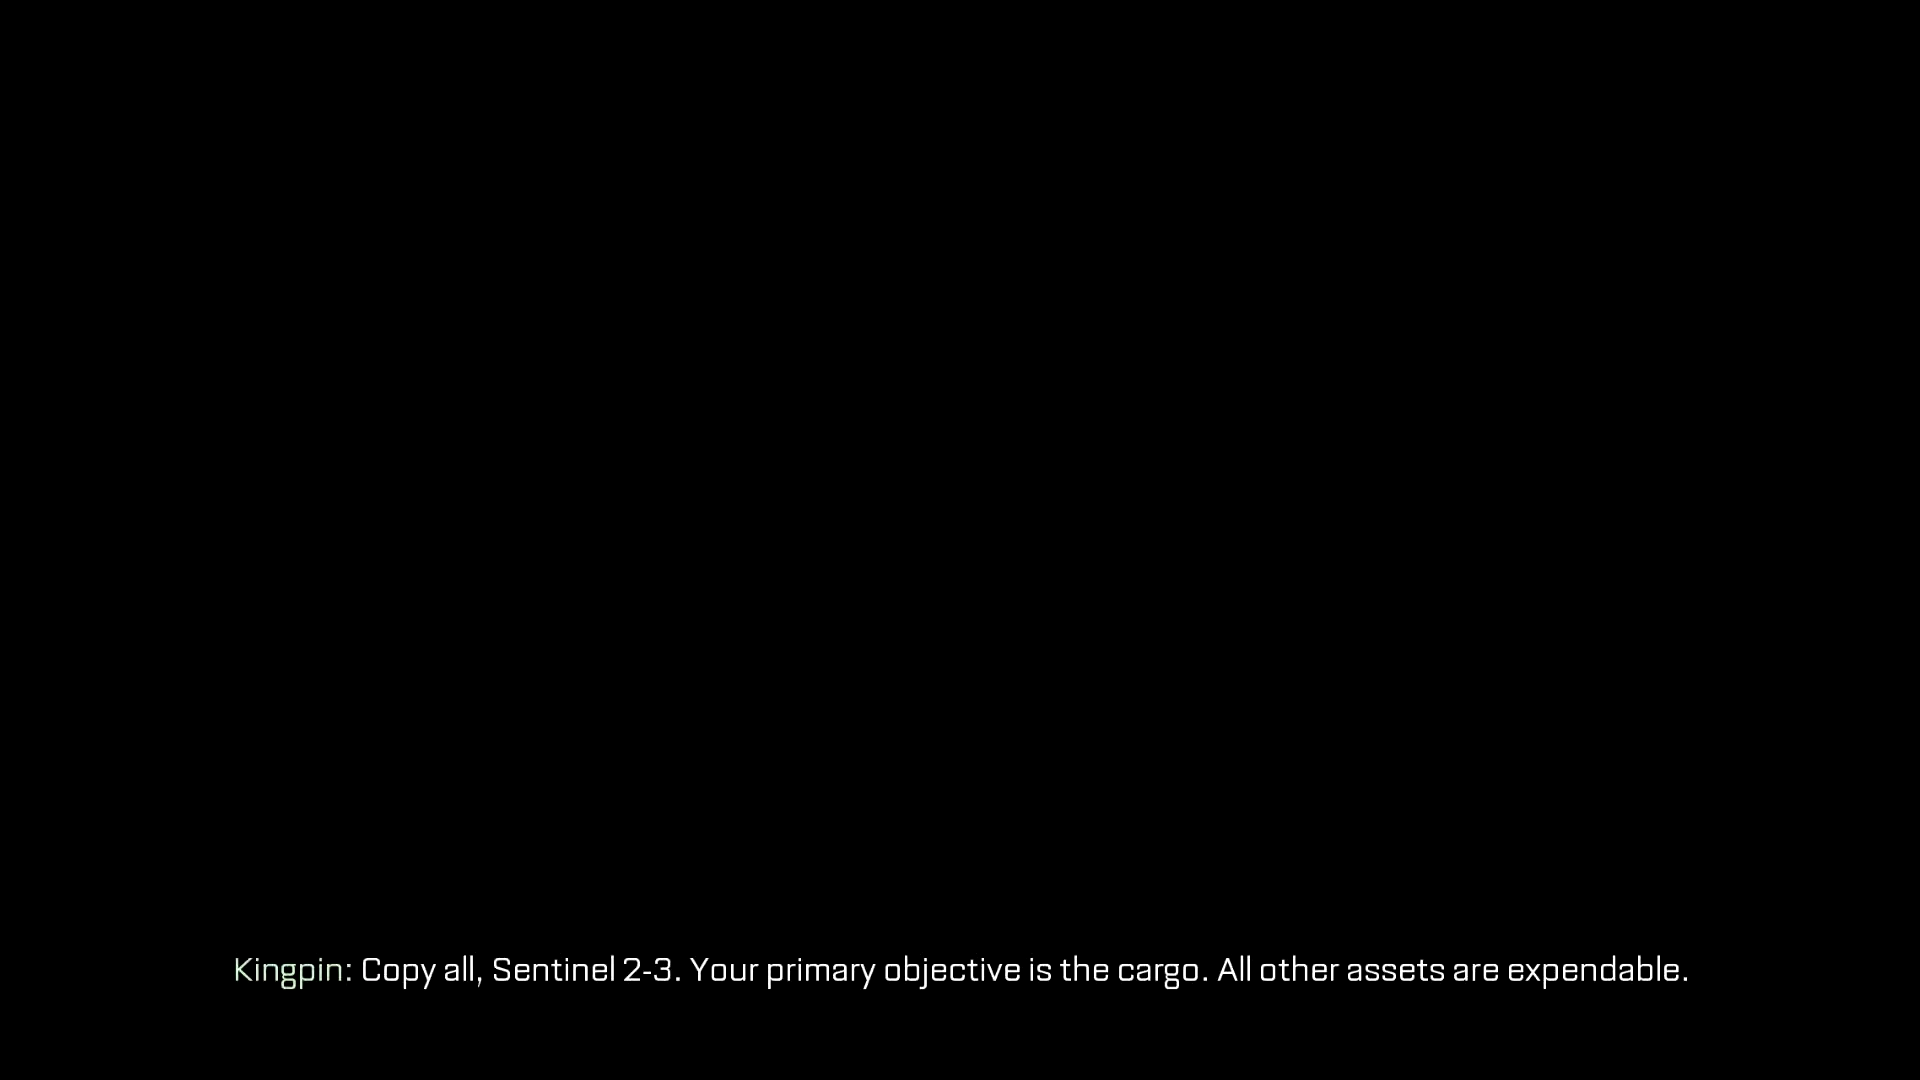 Kingpin: Copy all, Sentinel 2-3. Your primary objective is the cargo. All other assets are expendable.